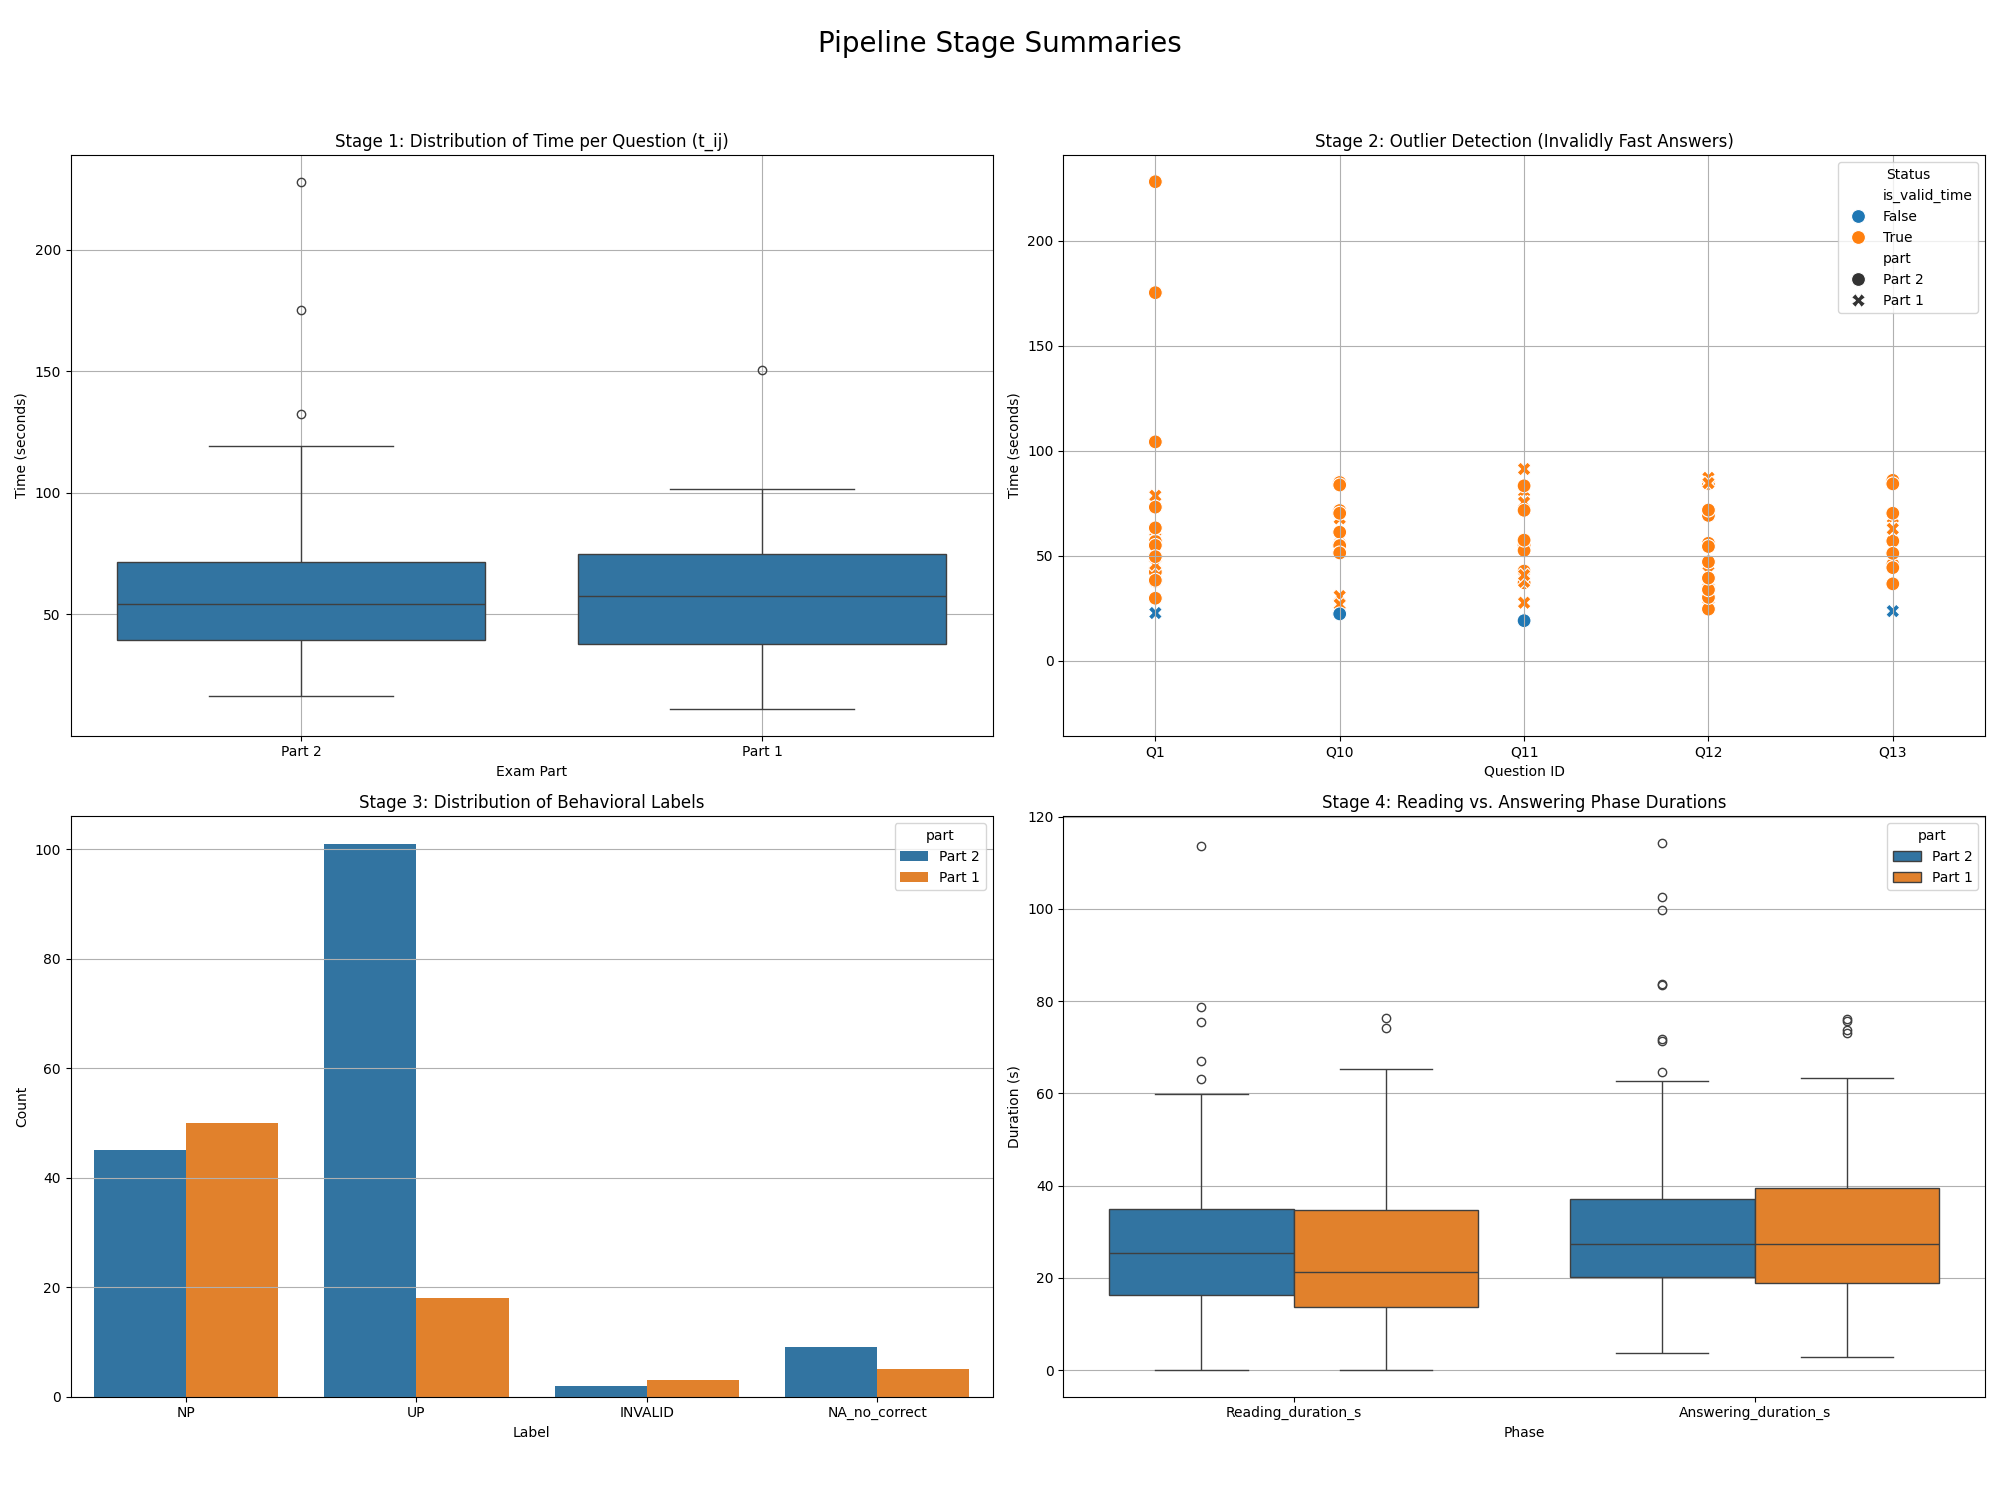 Pipeline Stage Summaries
Stage 1: Distribution of Time per Question (t_ij)
Time (seconds)
200
150
100
50
Part 2
Part 1
Exam Part
Stage 2: Outlier Detection (Invalidly Fast Answers)
Time (seconds)
200
150
100
50
0
Status
is_valid_time
False
True
part
Part 2
Part 1
Q1
Q10
Q11
Q12
Q13
Question ID
Stage 3: Distribution of Behavioral Labels
Count
100
80
60
40
20
0
part
Part 2
Part 1
NP
UP
INVALID
NA_no_correct
Label
Stage 4: Reading vs. Answering Phase Durations
Duration (s)
120
100
80
60
40
20
0
part
Part 2
Part 1
Reading_duration_s
Answering_duration_s
Phase